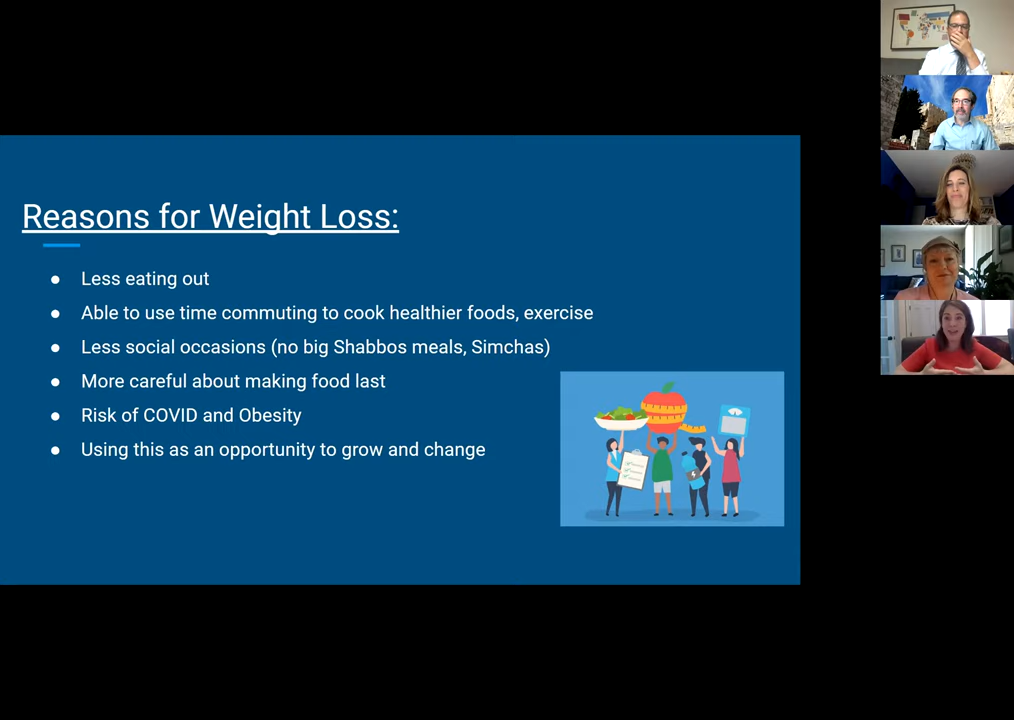 Reasons for Weight Loss:
● Less eating out
● Able to use time commuting to cook healthier foods, exercise
● Less social occasions (no big Shabbos meals, Simchas)
● More careful about making food last
● Risk of COVID and Obesity
● Using this as an opportunity to grow and change